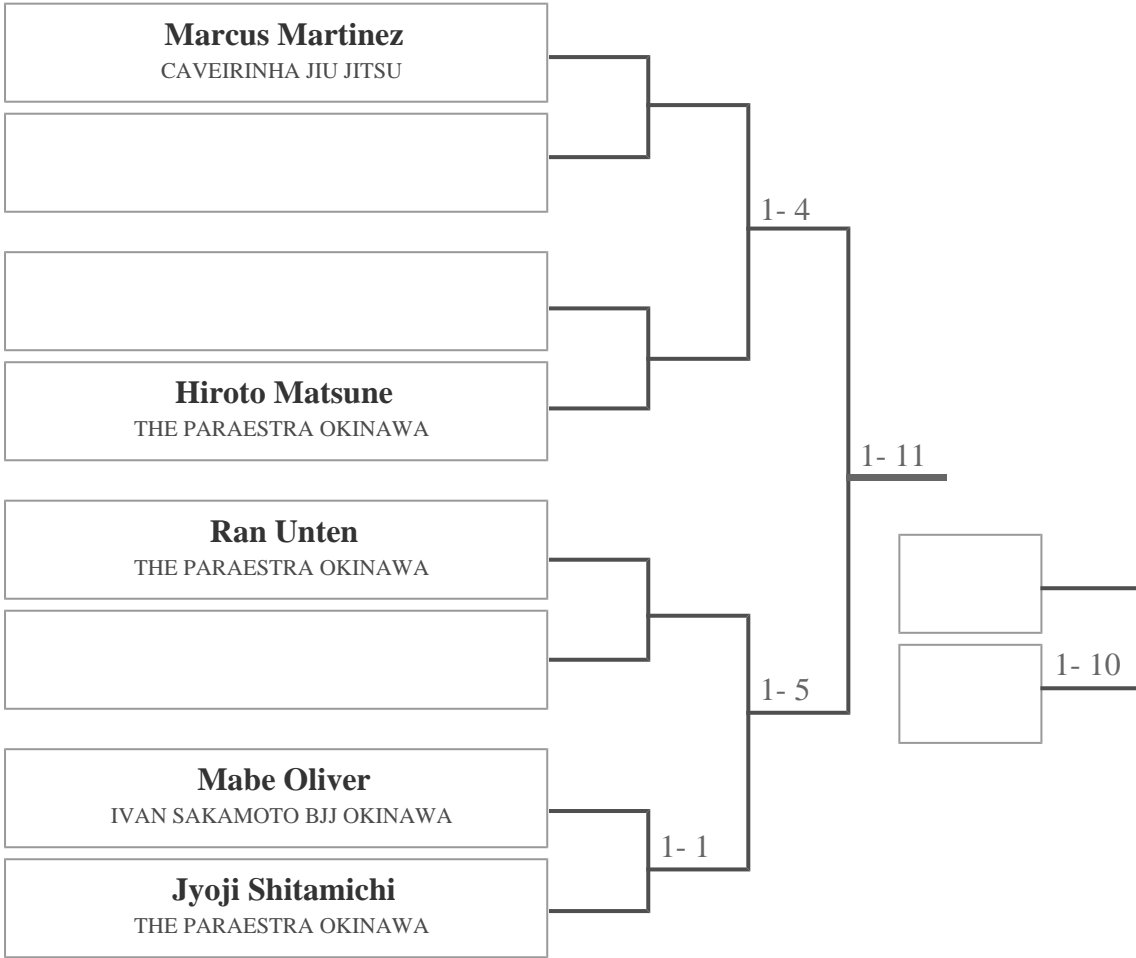 Marcus Martinez
CAVEIRINHA JIU JITSU
1- 4
Hiroto Matsune
THE PARAESTRA OKINAWA
1- 11
Ran Unten
THE PARAESTRA OKINAWA
1- 10
1- 5
Mabe Oliver
IVAN SAKAMOTO BJJ OKINAWA
1- 1
Jyoji Shitamichi
THE PARAESTRA OKINAWA